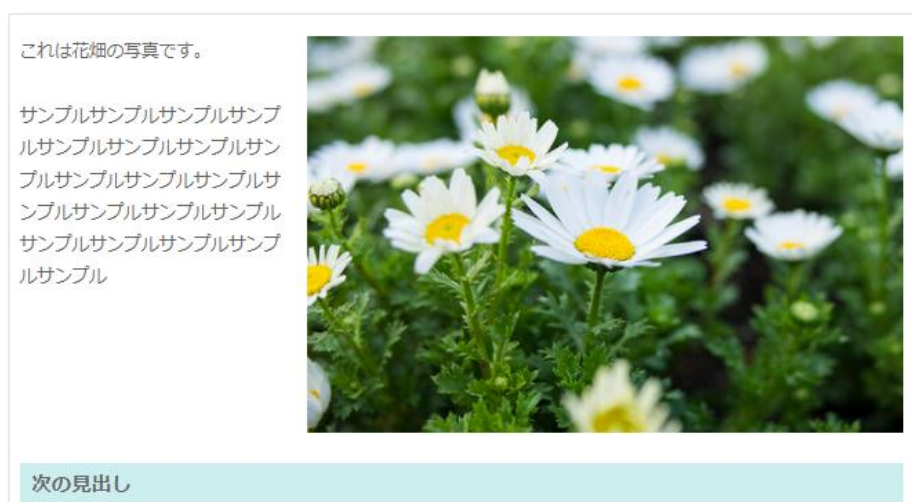 これは花畑の写真です。
サンプルサンプルサンプルサンプ
ルサンプルサンプルサンプルサン
プルサンプルサンプルサンプルサ
ンプルサンプルサンプルサンプル
サンプルサンプルサンプルサンプ
ルサンプル
次の見出し